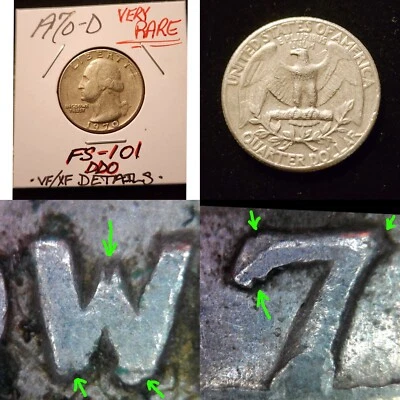 1970-D
VERY
RARE
LIBERTY
IN GOD WE
TRUST
1970
FS-101
DDO
VF/XF DETAILS.
UNITED STATES OF AMERICA
E PLURIBUS
UNUM
QUARTER DOLLAR
W
7